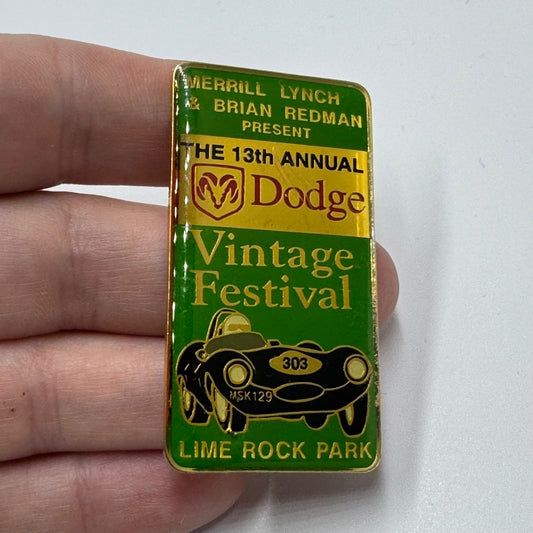 MERRILL LYNCH
& BRIAN REDMAN
PRESENT
THE 13th ANNUAL
Dodge
Vintage
Festival
303
MSK129
LIME ROCK PARK